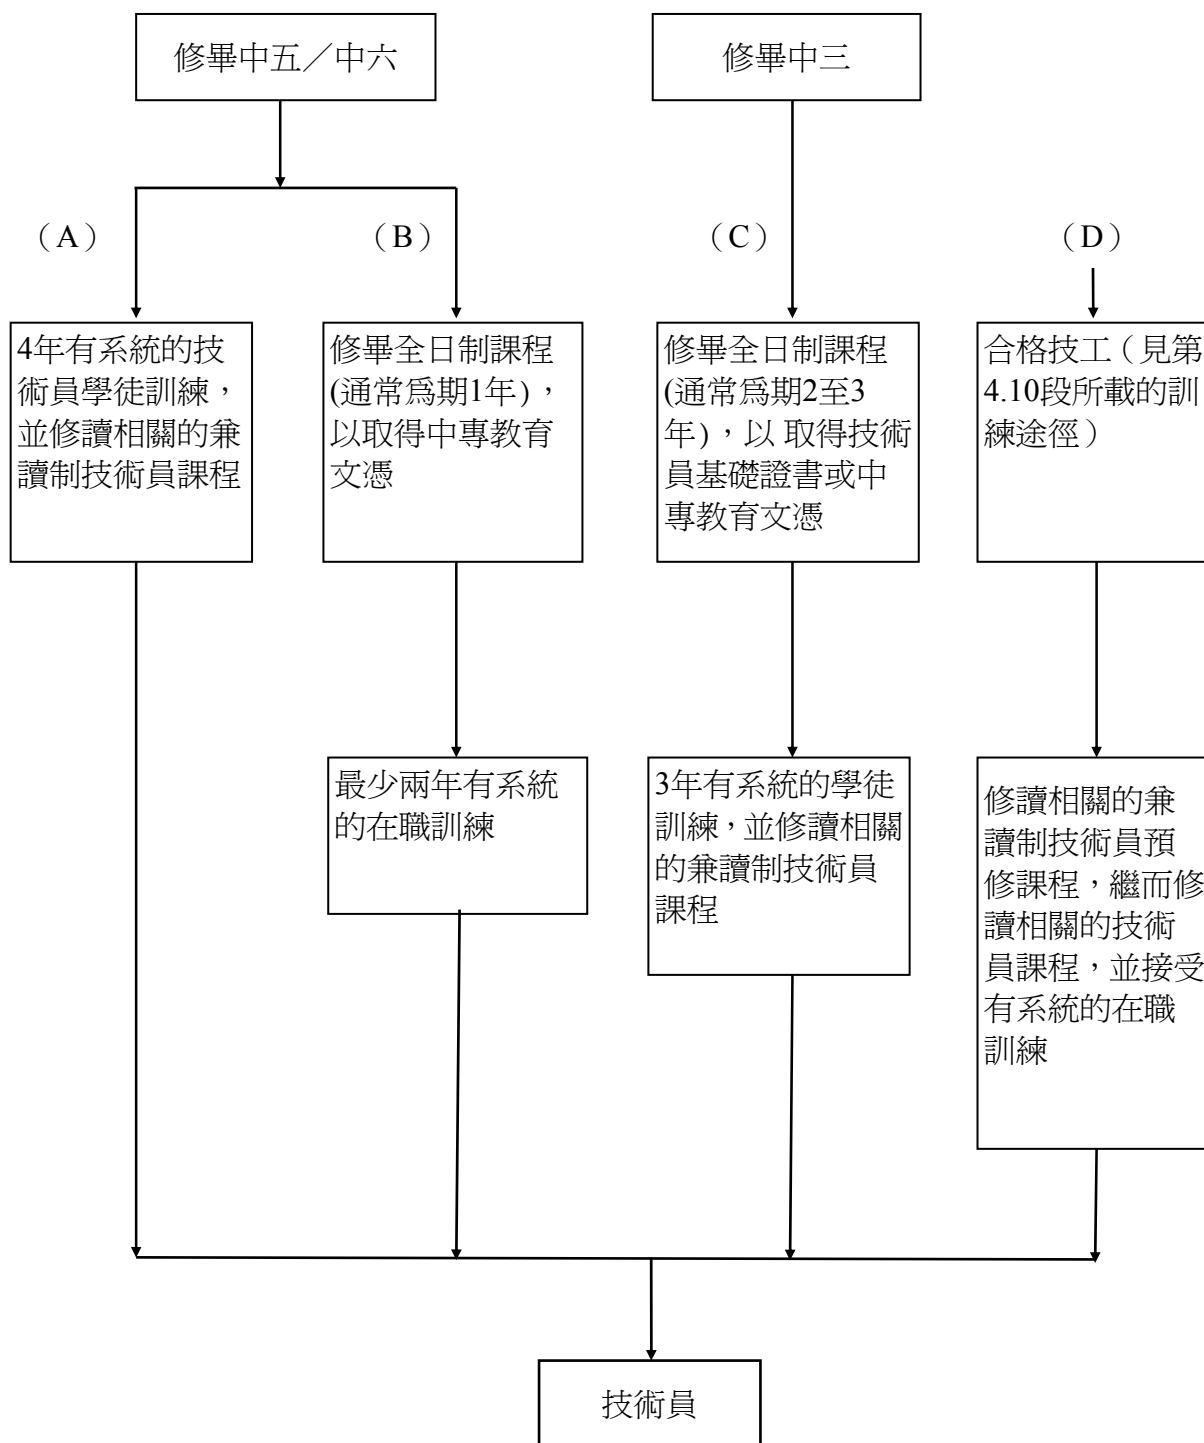 修畢中五／中六
修畢中三
（A）
（B）
（C）
（D）
4年有系統的技
術員學徒訓練，
並修讀相關的兼
讀制技術員課程
修畢全日制課程
(通常爲期1年)，
以取得中專教育
文憑
修畢全日制課程
(通常爲期2至3
年)，以 取得技術
員基礎證書或中
專教育文憑
合格技工（見第
4.10段所載的訓
練途徑）
最少兩年有系統
的在職訓練
3年有系統的學徒
訓練，並修讀相關
的兼讀制技術員
課程
修讀相關的兼
讀制技術員預
修課程，繼而修
讀相關的技術
員課程，並接受
有系統的在職
訓練
技術員